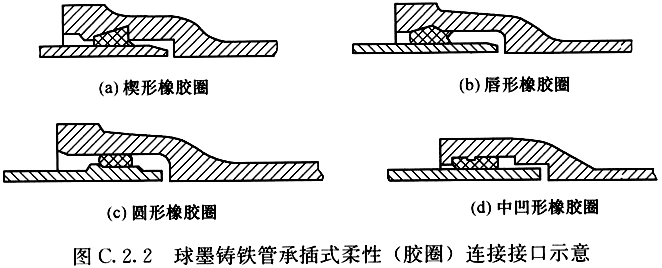 (a) 楔形橡胶圈
(b) 唇形橡胶圈
(c) 圆形橡胶圈
(d) 中凹形橡胶圈
图 C.2.2 球墨铸铁管承插式柔性（胶圈）连接接口示意